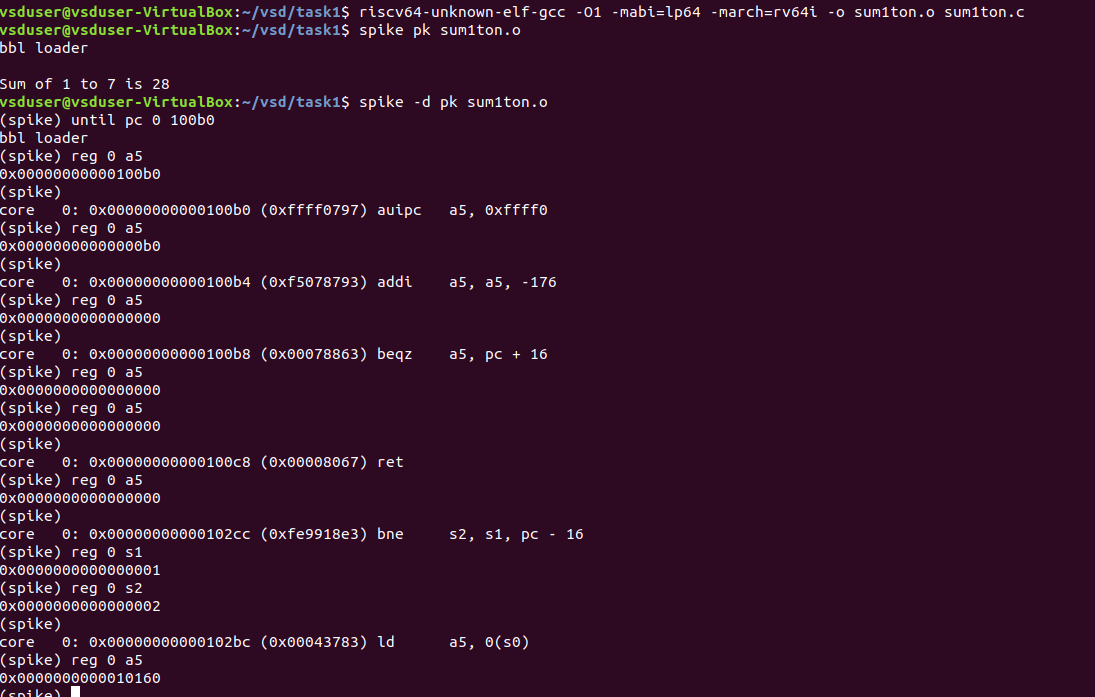 vsduser@vsduser-VirtualBox:~/vsd/task1$ riscv64-unknown-elf-gcc -O1 -mabi=lp64 -march=rv64i -o sum1ton.o sum1ton.c
vsduser@vsduser-VirtualBox:~/vsd/task1$ spike pk sum1ton.o
bbl loader
Sum of 1 to 7 is 28
vsduser@vsduser-VirtualBox:~/vsd/task1$ spike -d pk sum1ton.o
(spike) until pc 0 100b0
bbl loader
(spike) reg 0 a5
0x00000000000100b0
(spike)
core   0: 0x00000000000100b0 (0xffff0797) auipc   a5, 0xffff0
(spike) reg 0 a5
0x00000000000000b0
(spike)
core   0: 0x00000000000100b4 (0xf5078793) addi    a5, a5, -176
(spike) reg 0 a5
0x0000000000000000
(spike)
core   0: 0x00000000000100b8 (0x00078863) beqz    a5, pc + 16
(spike) reg 0 a5
0x0000000000000000
(spike) reg 0 a5
0x0000000000000000
(spike)
core   0: 0x00000000000100c8 (0x00008067) ret
(spike) reg 0 a5
0x0000000000000000
(spike)
core   0: 0x00000000000102cc (0xfe9918e3) bne     s2, s1, pc - 16
(spike) reg 0 s1
0x0000000000000001
(spike) reg 0 s2
0x0000000000000002
(spike)
core   0: 0x00000000000102bc (0x00043783) ld      a5, 0(s0)
(spike) reg 0 a5
0x0000000000010160
(spike)